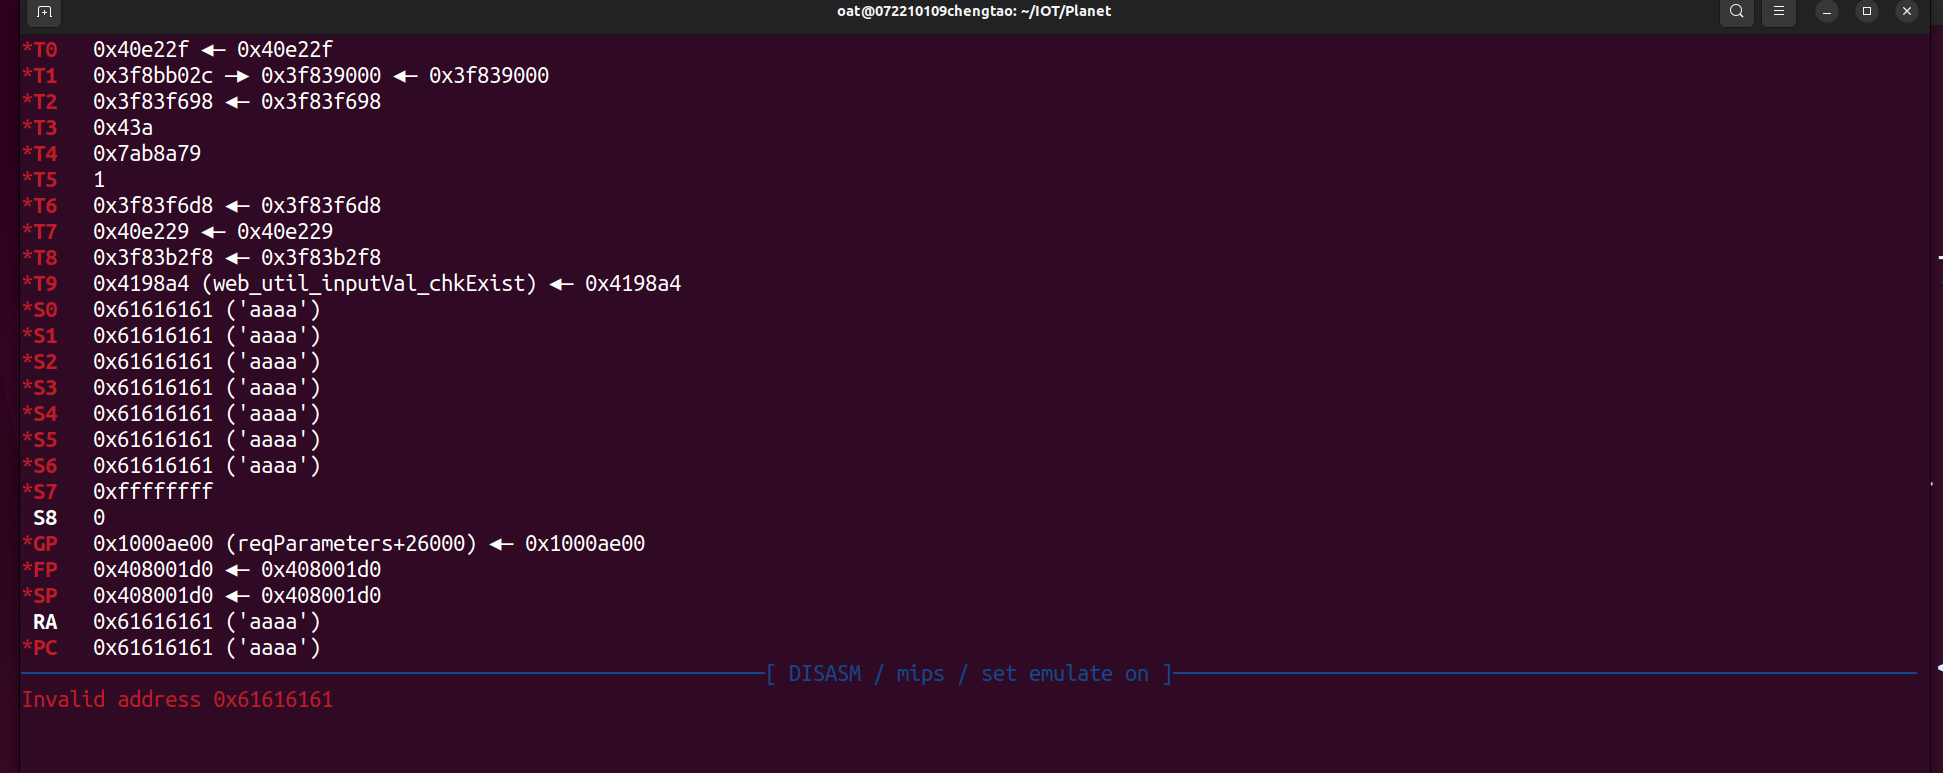 oat@072210109chengtao: ~/IOT/Planet
*T0 0x40e22f ◂— 0x40e22f
*T1 0x3f8bb02c —▸ 0x3f839000 ◂— 0x3f839000
*T2 0x3f83f698 ◂— 0x3f83f698
*T3 0x43a
*T4 0x7ab8a79
*T5 1
*T6 0x3f83f6d8 ◂— 0x3f83f6d8
*T7 0x40e229 ◂— 0x40e229
*T8 0x3f83b2f8 ◂— 0x3f83b2f8
*T9 0x4198a4 (web_util_inputVal_chkExist) ◂— 0x4198a4
*S0 0x61616161 ('aaaa')
*S1 0x61616161 ('aaaa')
*S2 0x61616161 ('aaaa')
*S3 0x61616161 ('aaaa')
*S4 0x61616161 ('aaaa')
*S5 0x61616161 ('aaaa')
*S6 0x61616161 ('aaaa')
*S7 0xffffffff
S8 0
*GP 0x1000ae00 (reqParameters+26000) ◂— 0x1000ae00
*FP 0x408001d0 ◂— 0x408001d0
*SP 0x408001d0 ◂— 0x408001d0
RA 0x61616161 ('aaaa')
*PC 0x61616161 ('aaaa')
[ DISASM / mips / set emulate on ]
Invalid address 0x61616161